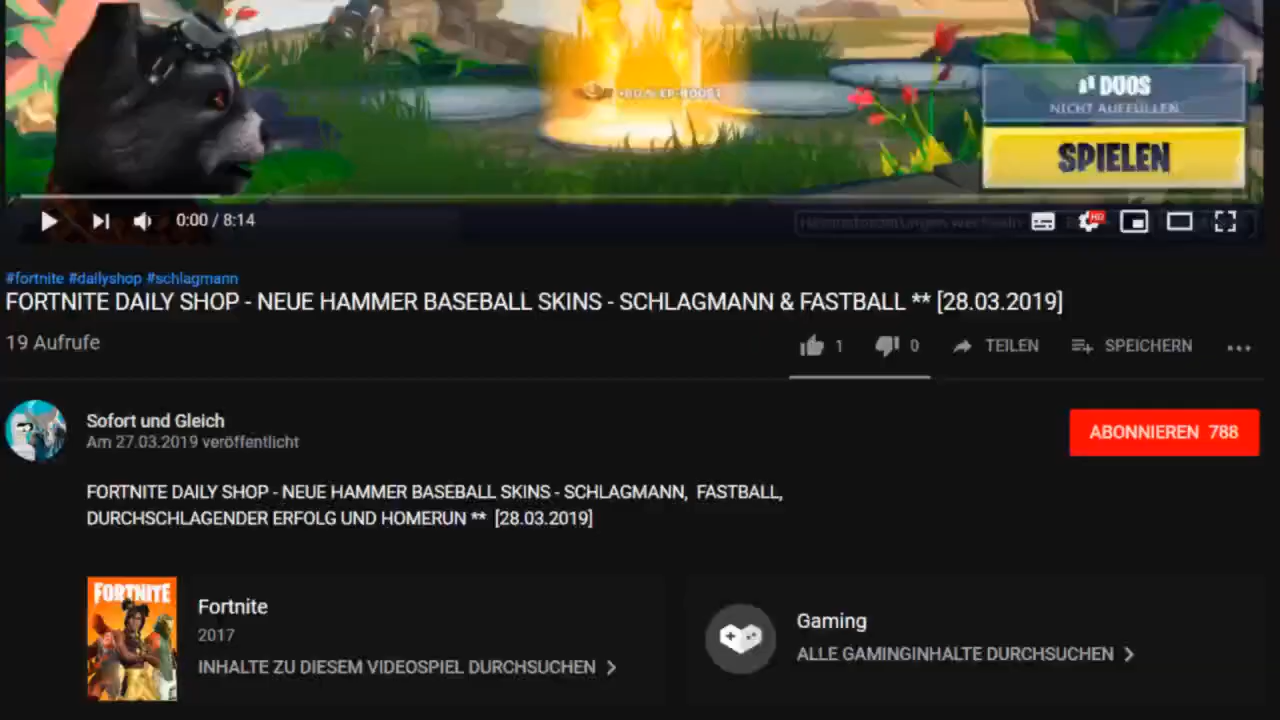 DUOS
NICHT AUFFÜLLEN
SPIELEN
0:00 / 8:14
HD
#fortnite #dailyshop #schlagmann
FORTNITE DAILY SHOP - NEUE HAMMER BASEBALL SKINS - SCHLAGMANN & FASTBALL ** [28.03.2019]
19 Aufrufe
1 0 TEILEN SPEICHERN
Sofort und Gleich
Am 27.03.2019 veröffentlicht
ABONNIEREN 788
FORTNITE DAILY SHOP - NEUE HAMMER BASEBALL SKINS - SCHLAGMANN, FASTBALL,
DURCHSCHLAGENDER ERFOLG UND HOMERUN ** [28.03.2019]
FORTNITE
Fortnite
2017
INHALTE ZU DIESEM VIDEOSPIEL DURCHSUCHEN
Gaming
ALLE GAMINGINHALTE DURCHSUCHEN